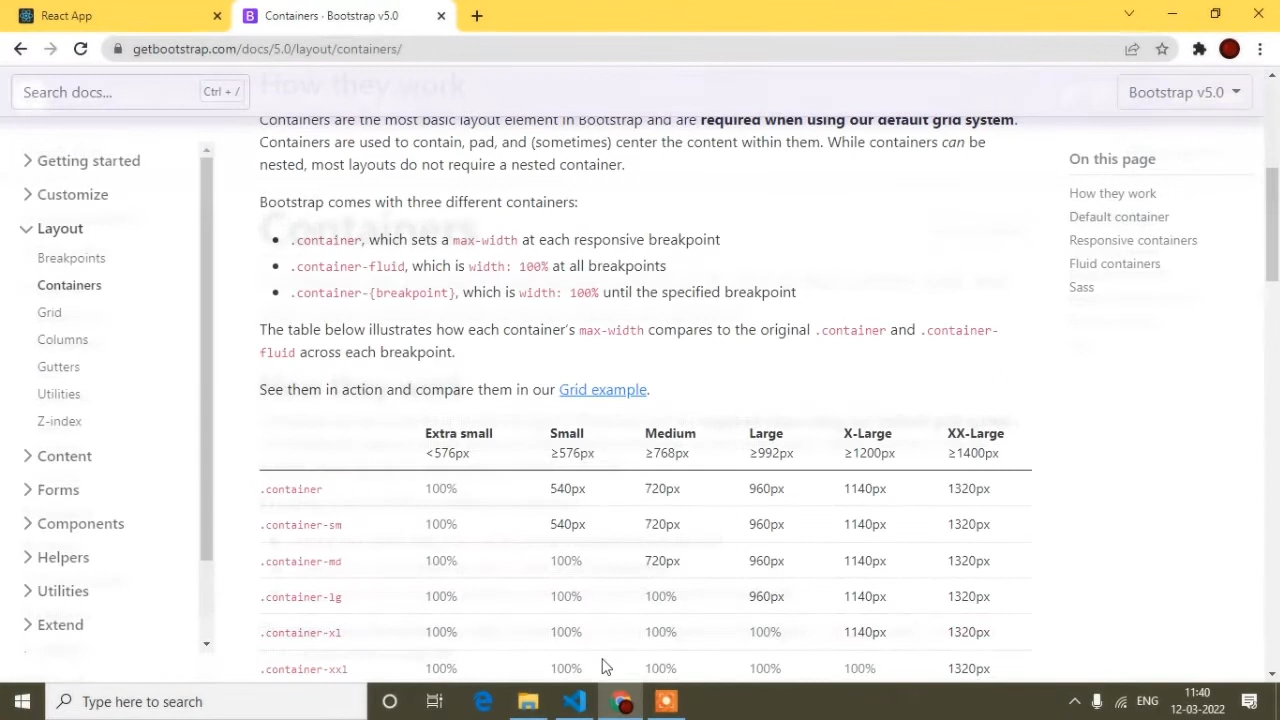 React App
Containers · Bootstrap v5.0
getbootstrap.com/docs/5.0/layout/containers/
Search docs...
Ctrl + /
Bootstrap v5.0
How they work
Containers are the most basic layout element in Bootstrap and are required when using our default grid system.
Containers are used to contain, pad, and (sometimes) center the content within them. While containers can be
nested, most layouts do not require a nested container.
Bootstrap comes with three different containers:
.container, which sets a max-width at each responsive breakpoint
.container-fluid, which is width: 100% at all breakpoints
.container-{breakpoint}, which is width: 100% until the specified breakpoint
The table below illustrates how each container's max-width compares to the original .container and .container-
fluid across each breakpoint.
See them in action and compare them in our Grid example.
Extra small Small Medium Large X-Large XX-Large
<576px ≥576px ≥768px ≥992px ≥1200px ≥1400px
.container 100% 540px 720px 960px 1140px 1320px
.container-sm 100% 540px 720px 960px 1140px 1320px
.container-md 100% 100% 720px 960px 1140px 1320px
.container-lg 100% 100% 100% 960px 1140px 1320px
.container-xl 100% 100% 100% 100% 1140px 1320px
.container-xxl 100% 100% 100% 100% 100% 1320px
Getting started
Customize
Layout
Breakpoints
Containers
Grid
Columns
Gutters
Utilities
Z-index
Content
Forms
Components
Helpers
Utilities
Extend
On this page
How they work
Default container
Responsive containers
Fluid containers
Sass
Containers
Type here to search
ENG
11:40
12-03-2022